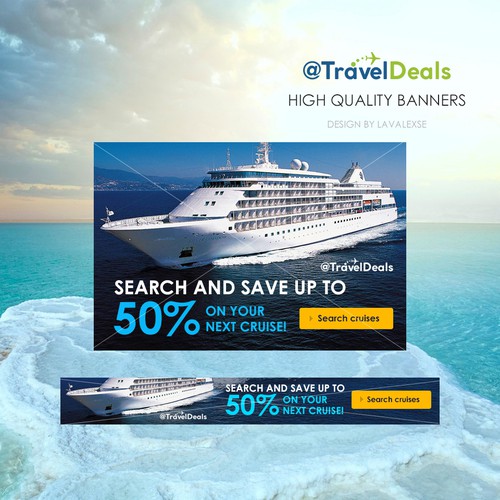 @TravelDeals
HIGH QUALITY BANNERS
DESIGN BY LAVALEXSE
@TravelDeals
SEARCH AND SAVE UP TO
50% ON YOUR
NEXT CRUISE!
Search cruises
@TravelDeals
SEARCH AND SAVE UP TO
50% ON YOUR
NEXT CRUISE!
Search cruises